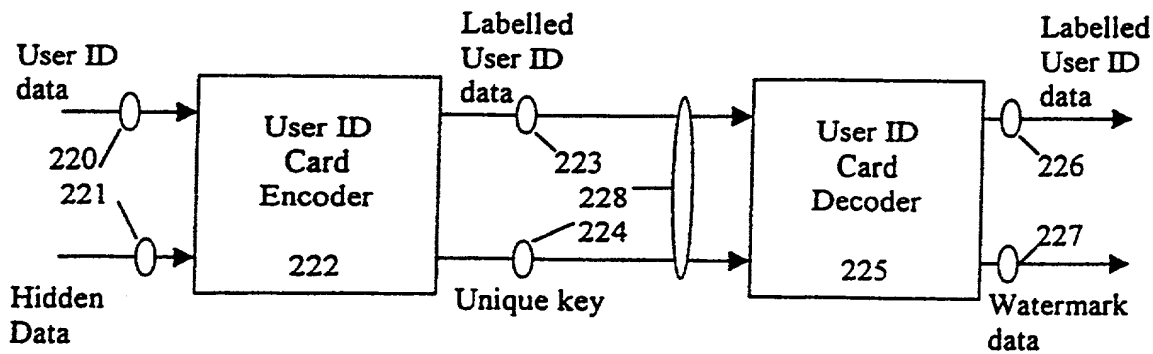 User ID
data
220
221
Hidden
Data
User ID
Card
Encoder
222
Labelled
User ID
data
223
228
224
Unique key
User ID
Card
Decoder
225
Labelled
User ID
data
226
227
Watermark
data